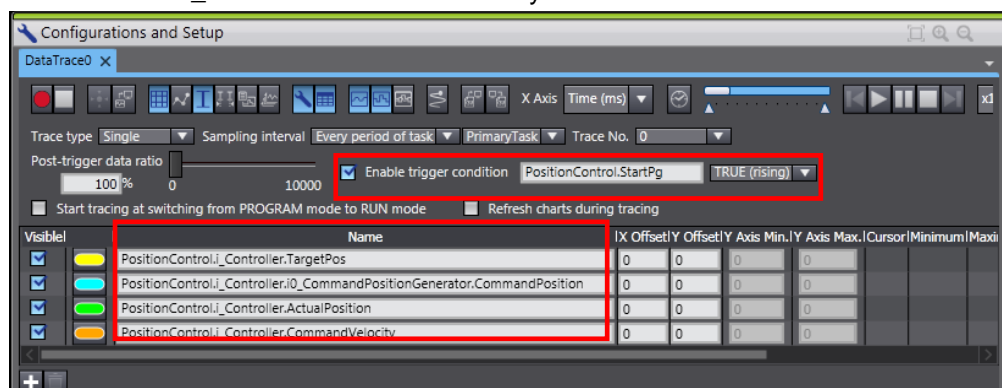 Configurations and Setup
DataTrace0
X Axis Time (ms) x1
Trace type Single Sampling interval Every period of task PrimaryTask Trace No. 0
Post-trigger data ratio
100 % 0 10000 Enable trigger condition PositionControl.StartPg TRUE (rising)
Start tracing at switching from PROGRAM mode to RUN mode Refresh charts during tracing
Visible Name X Offset Y Offset Y Axis Min. Y Axis Max. Cursor Minimum Maxi
PositionControl.i_Controller.TargetPos 0 0 0 0
PositionControl.i_Controller.i0_CommandPositionGenerator.CommandPosition 0 0 0 0
PositionControl.i_Controller.ActualPosition 0 0 0 0
PositionControl.i_Controller.CommandVelocity 0 0 0 0